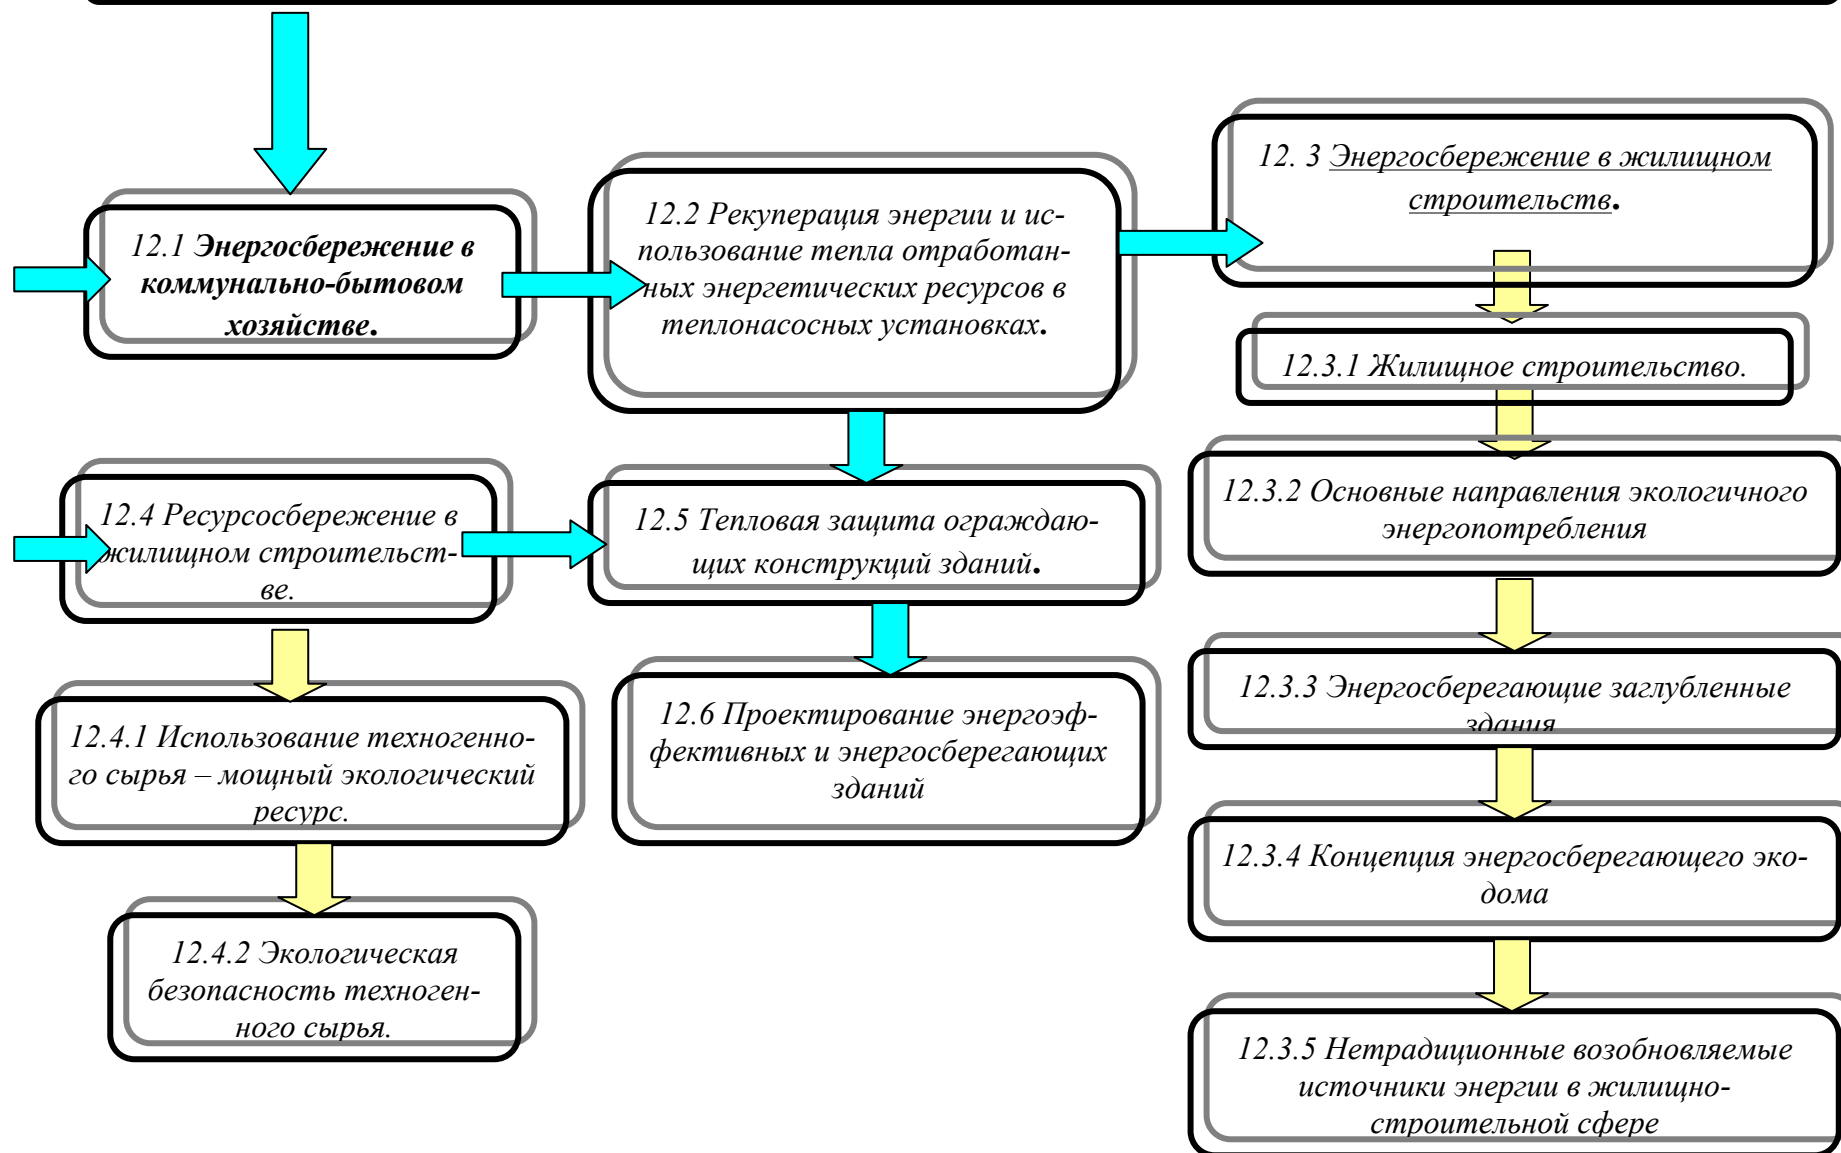 12.1 Энергосбережение в
коммунально-бытовом
хозяйстве.
12.2 Рекуперация энергии и ис-
пользование тепла отработан-
ных энергетических ресурсов в
теплонасосных установках.
12. 3 Энергосбережение в жилищном
строительств.
12.3.1 Жилищное строительство.
12.3.2 Основные направления экологичного
энергопотребления
12.3.3 Энергосберегающие заглубленные
здания
12.3.4 Концепция энергосберегающего эко-
дома
12.3.5 Нетрадиционные возобновляемые
источники энергии в жилищно-
строительной сфере
12.4 Ресурсосбережение в
жилищном строительст-
ве.
12.4.1 Использование техногенно-
го сырья – мощный экологический
ресурс.
12.4.2 Экологическая
безопасность техноген-
ного сырья.
12.5 Тепловая защита ограждаю-
щих конструкций зданий.
12.6 Проектирование энергоэф-
фективных и энергосберегающих
зданий